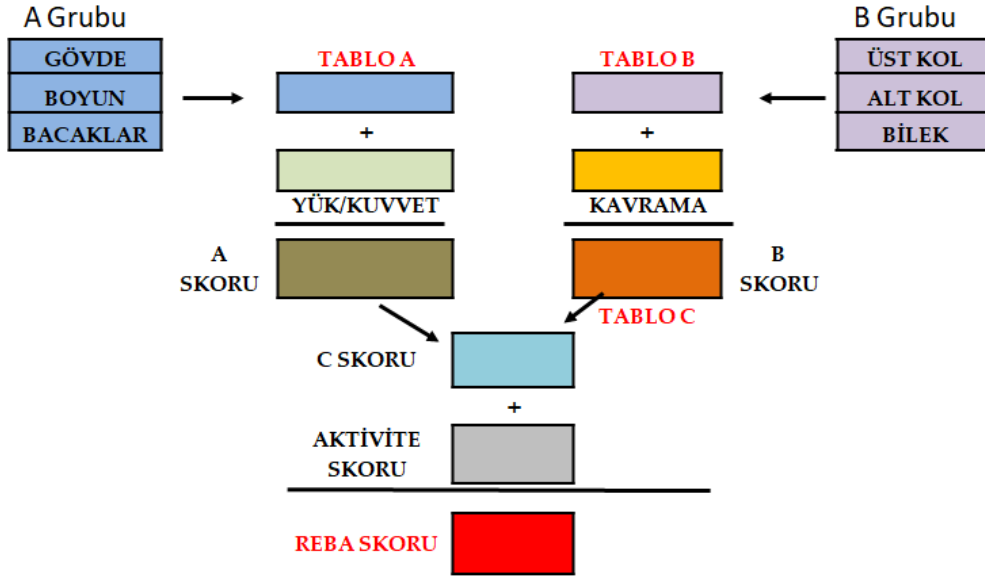 A Grubu
GÖVDE
BOYUN
BACAKLAR
TABLO A
+
YÜK/KUVVET
A
SKORU
TABLO B
+
KAVRAMA
B
SKORU
B Grubu
ÜST KOL
ALT KOL
BİLEK
TABLO C
C SKORU
+
AKTİVİTE
SKORU
REBA SKORU